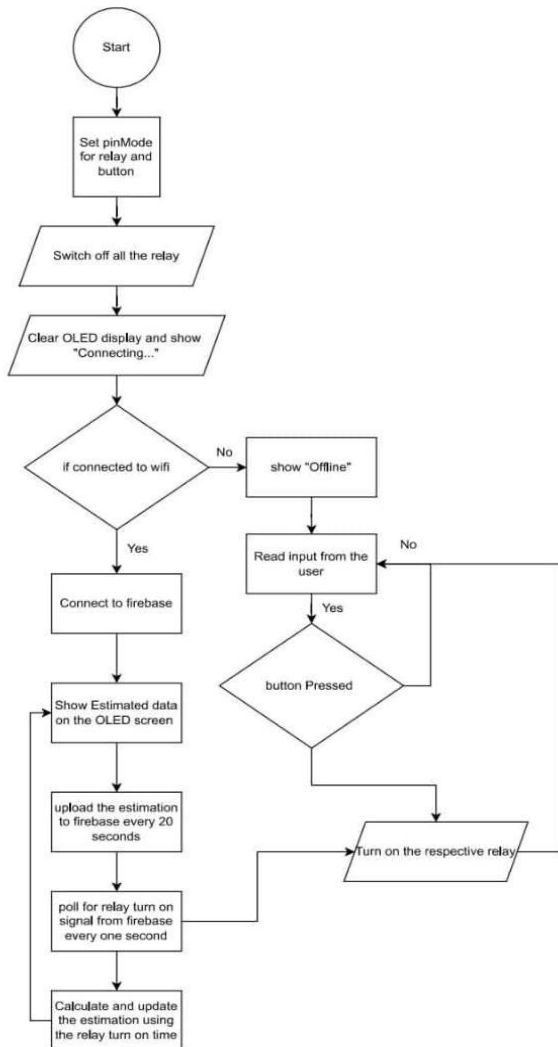 Start
Set pinMode
for relay and
button
Switch off all the relay
Clear OLED display and show
"Connecting..."
if connected to wifi
No
show "Offline"
Yes
Read input from the
user
No
Connect to firebase
Yes
button Pressed
Show Estimated data
on the OLED screen
upload the estimation
to firebase every 20
seconds
Turn on the respective relay
poll for relay turn on
signal from firebase
every one second
Calculate and update
the estimation using
the relay turn on time